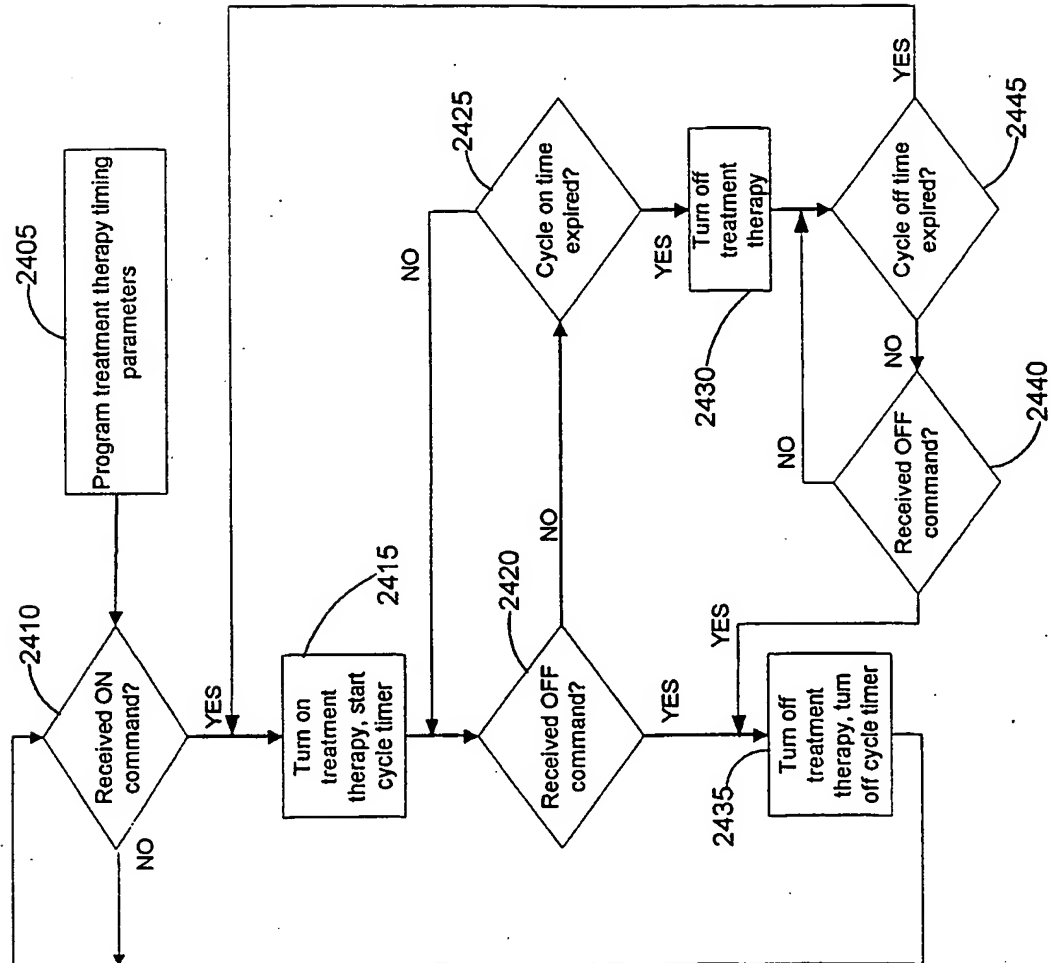 2405
Program treatment therapy timing
parameters
2410
Received ON
command?
NO
YES
2415
Turn on
treatment
therapy, start
cycle timer
2420
Received OFF
command?
NO
YES
2425
Cycle on time
expired?
NO
YES
2430
Turn off
treatment
therapy
2445
Cycle off time
expired?
YES
NO
2440
Received OFF
command?
NO
YES
2435
Turn off
treatment
therapy, turn
off cycle timer